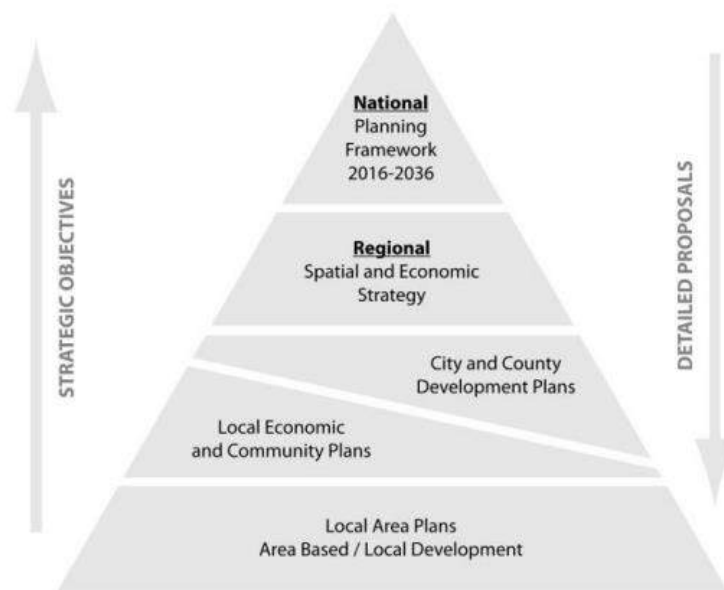 National
Planning
Framework
2016-2036
Regional
Spatial and Economic
Strategy
City and County
Development Plans
Local Economic
and Community Plans
Local Area Plans
Area Based / Local Development
STRATEGIC OBJECTIVES
DETAILED PROPOSALS